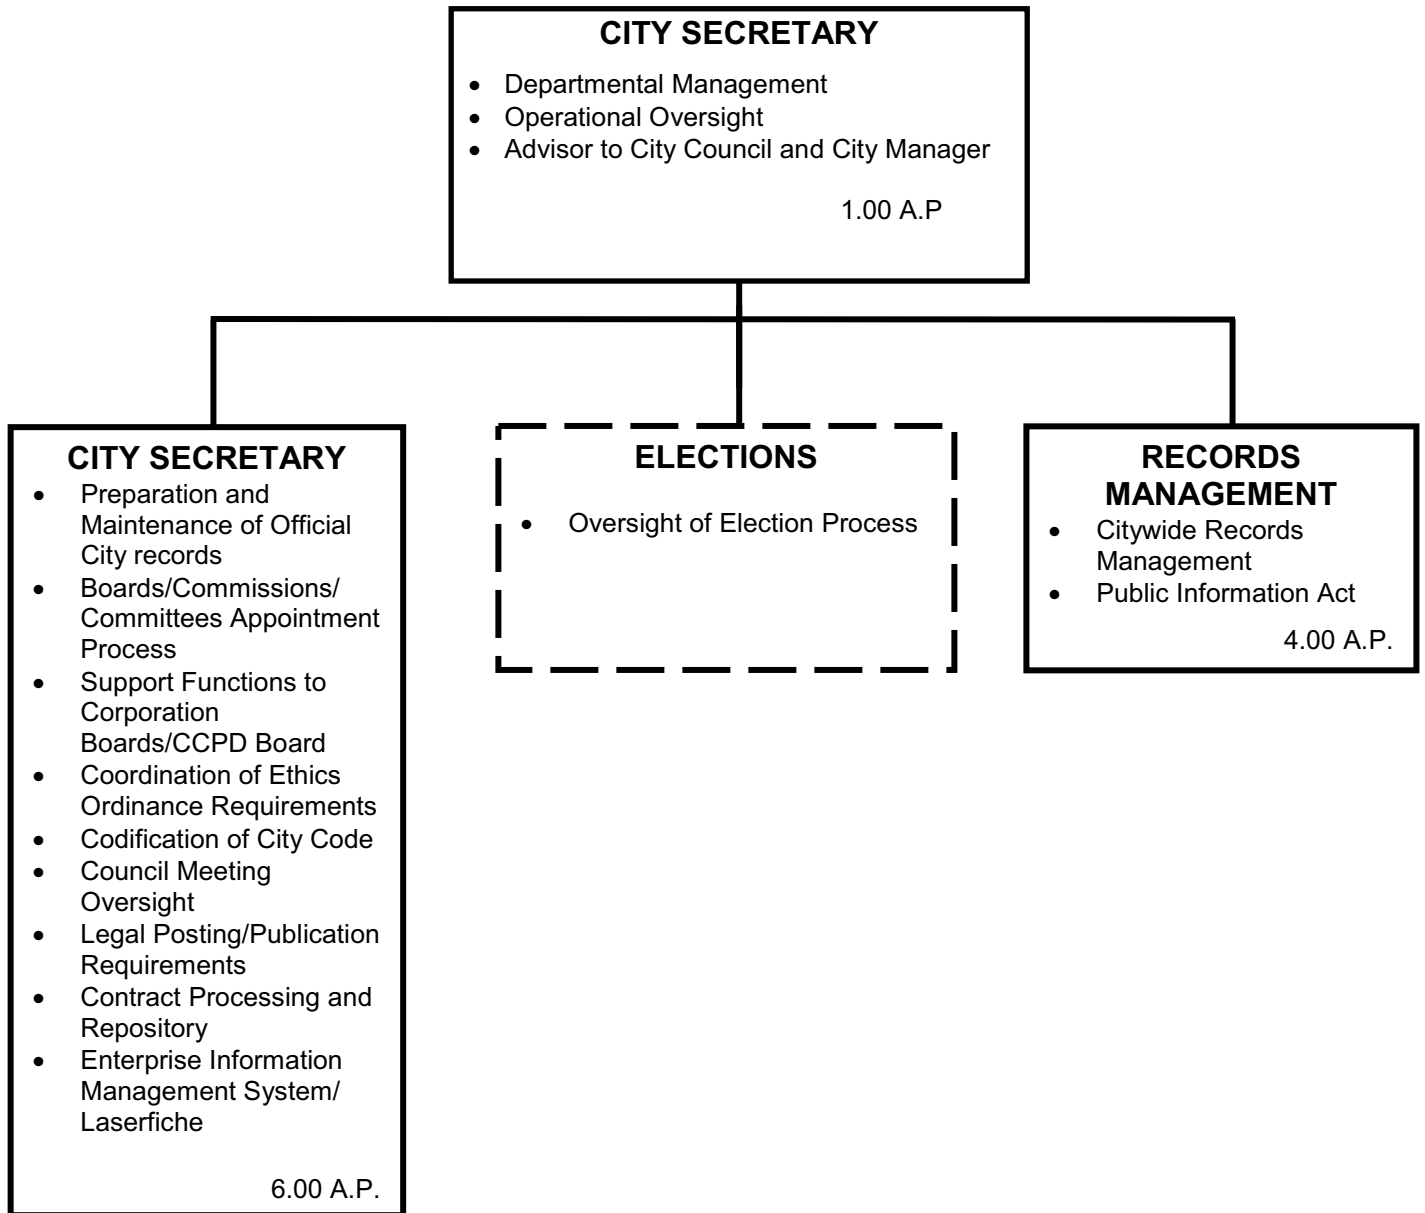 CITY SECRETARY
• Departmental Management
• Operational Oversight
• Advisor to City Council and City Manager
1.00 A.P
CITY SECRETARY
• Preparation and
Maintenance of Official
City records
• Boards/Commissions/
Committees Appointment
Process
• Support Functions to
Corporation
Boards/CCPD Board
• Coordination of Ethics
Ordinance Requirements
• Codification of City Code
• Council Meeting
Oversight
• Legal Posting/Publication
Requirements
• Contract Processing and
Repository
• Enterprise Information
Management System/
Laserfiche
6.00 A.P.
ELECTIONS
• Oversight of Election Process
RECORDS
MANAGEMENT
• Citywide Records
Management
• Public Information Act
4.00 A.P.